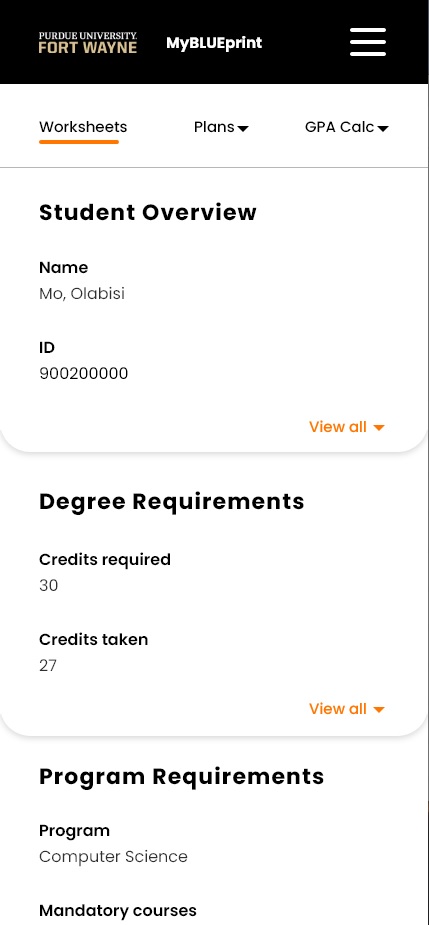 PURDUE UNIVERSITY.
FORT WAYNE
MyBLUEprint
Worksheets
Plans
GPA Calc
Student Overview
Name
Mo, Olabisi
ID
900200000
View all
Degree Requirements
Credits required
30
Credits taken
27
View all
Program Requirements
Program
Computer Science
Mandatory courses